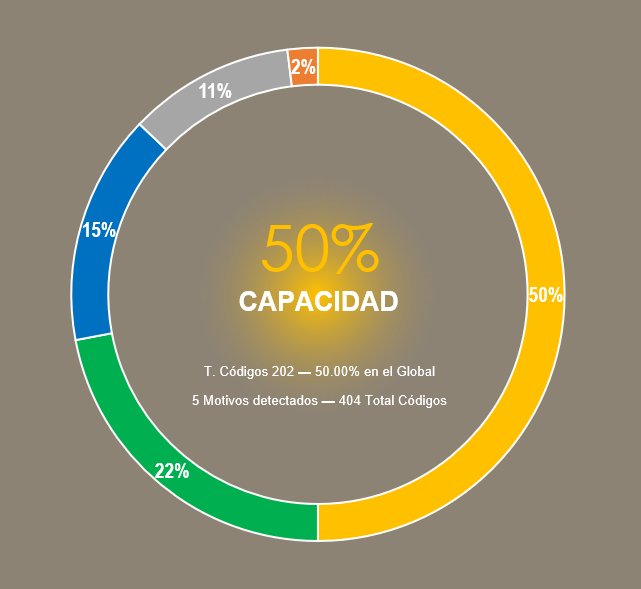 2%
11%
15%
50%
CAPACIDAD
50%
T. Códigos 202 — 50.00% en el Global
5 Motivos detectados — 404 Total Códigos
22%